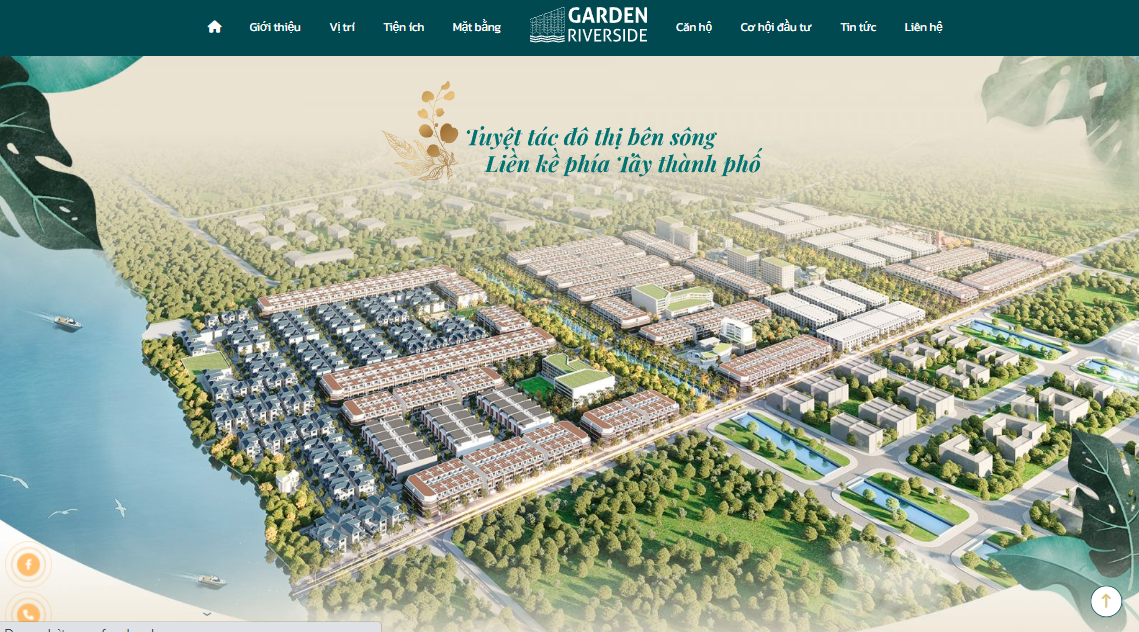 Giới thiệu
Vị trí
Tiện ích
Mặt bằng
GARDEN
RIVERSIDE
Căn hộ
Cơ hội đầu tư
Tin tức
Liên hệ
Tuyệt tác đô thị bên sông
Liền kề phía Tây thành phố